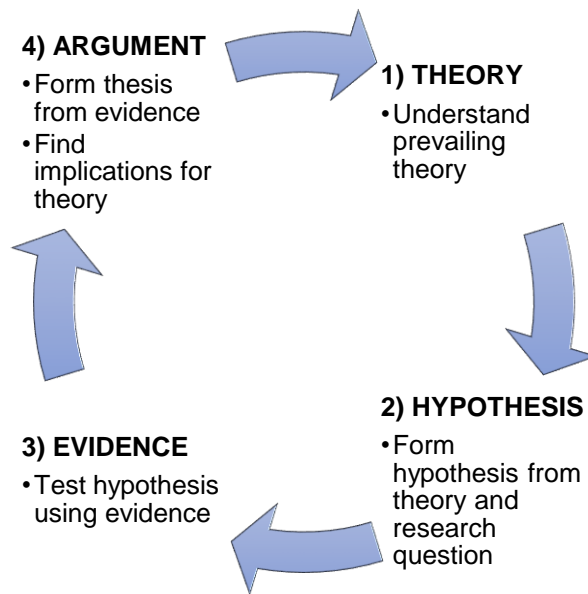 4) ARGUMENT
•Form thesis
from evidence
•Find
implications for
theory
1) THEORY
•Understand
prevailing
theory
2) HYPOTHESIS
•Form
hypothesis from
theory and
research
question
3) EVIDENCE
•Test hypothesis
using evidence